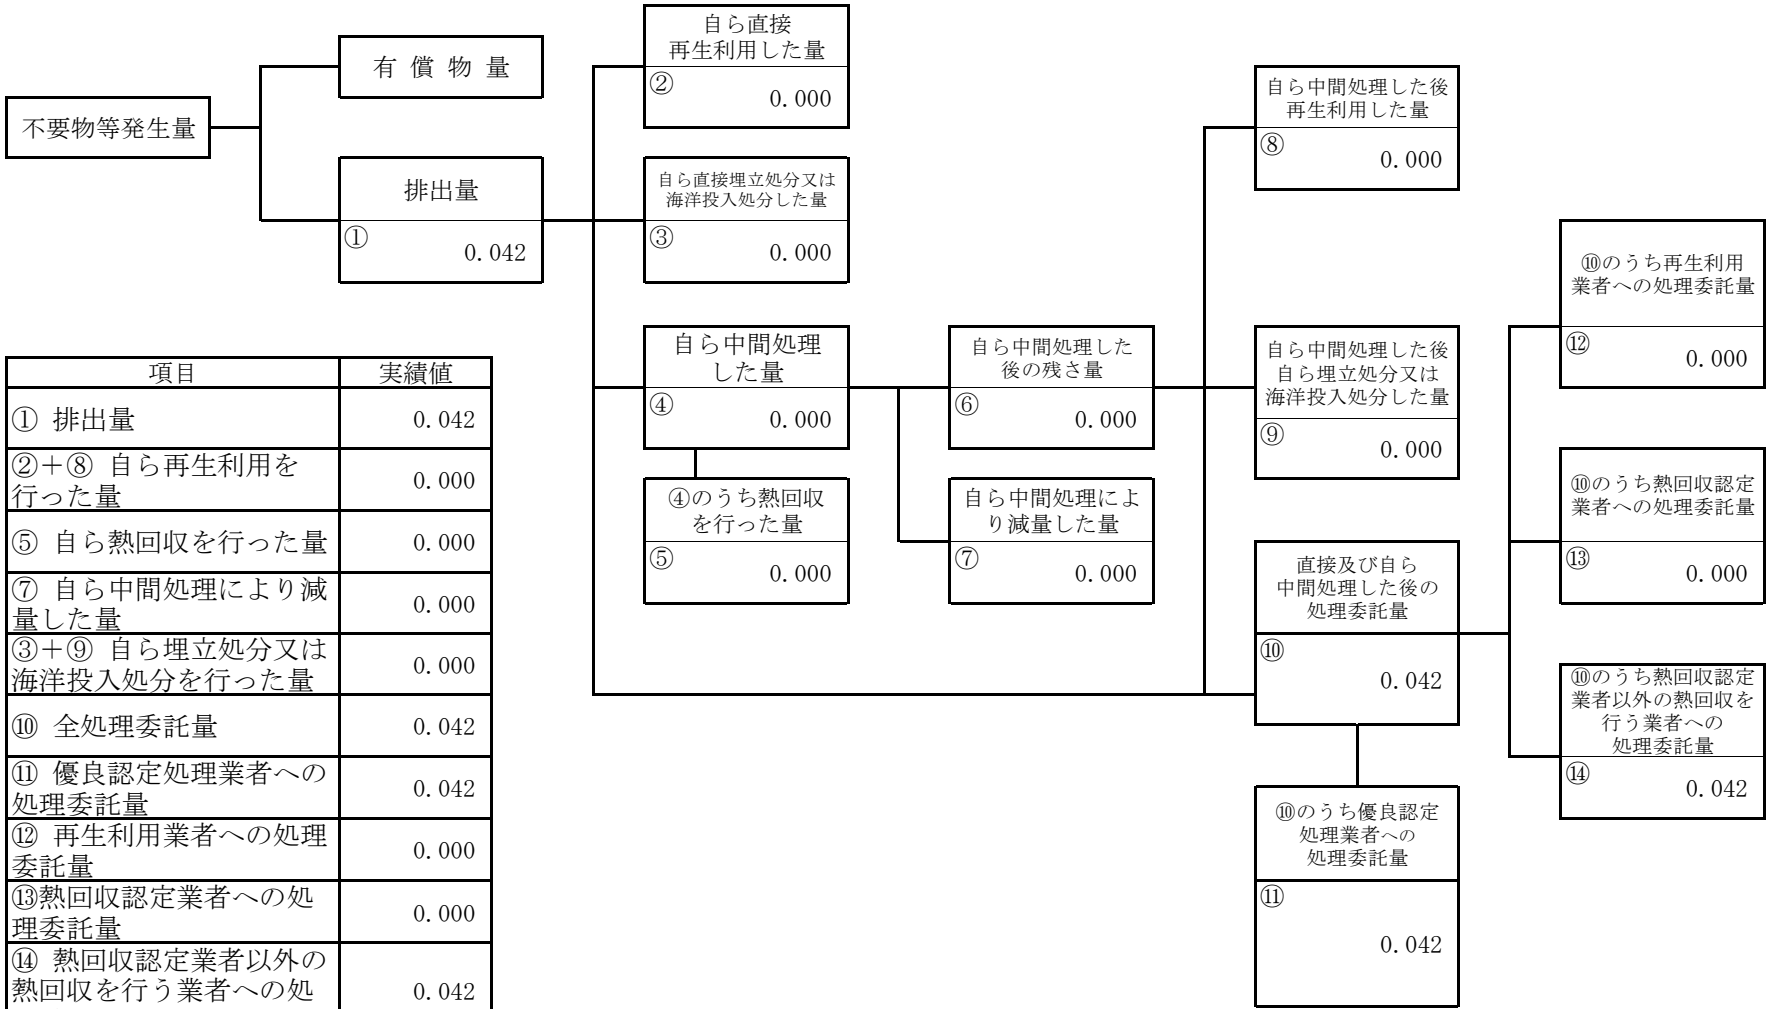 不要物等発生量
有 償 物 量
排出量
①
0.042
自ら直接
再生利用した量
②
0.000
自ら直接埋立処分又は
海洋投入処分した量
③
0.000
自ら中間処理
した量
④
0.000
④のうち熱回収
を行った量
⑤
0.000
自ら中間処理した
後の残さ量
⑥
0.000
自ら中間処理によ
り減量した量
⑦
0.000
自ら中間処理した後
再生利用した量
⑧
0.000
自ら中間処理した後
自ら埋立処分又は
海洋投入処分した量
⑨
0.000
直接及び自ら
中間処理した後の
処理委託量
⑩
0.042
⑩のうち優良認定
処理業者への
処理委託量
⑪
0.042
⑩のうち再生利用
業者への処理委託量
⑫
0.000
⑩のうち熱回収認定
業者への処理委託量
⑬
0.000
⑩のうち熱回収認定
業者以外の熱回収を
行う業者への
処理委託量
⑭
0.042
項目 実績値
① 排出量 0.042
②＋⑧ 自ら再生利用を
行った量 0.000
⑤ 自ら熱回収を行った量 0.000
⑦ 自ら中間処理により減
量した量 0.000
③＋⑨ 自ら埋立処分又は
海洋投入処分を行った量 0.000
⑩ 全処理委託量 0.042
⑪ 優良認定処理業者への
処理委託量 0.042
⑫ 再生利用業者への処理
委託量 0.000
⑬熱回収認定業者への処
理委託量 0.000
⑭ 熱回収認定業者以外の
熱回収を行う業者への処 0.042